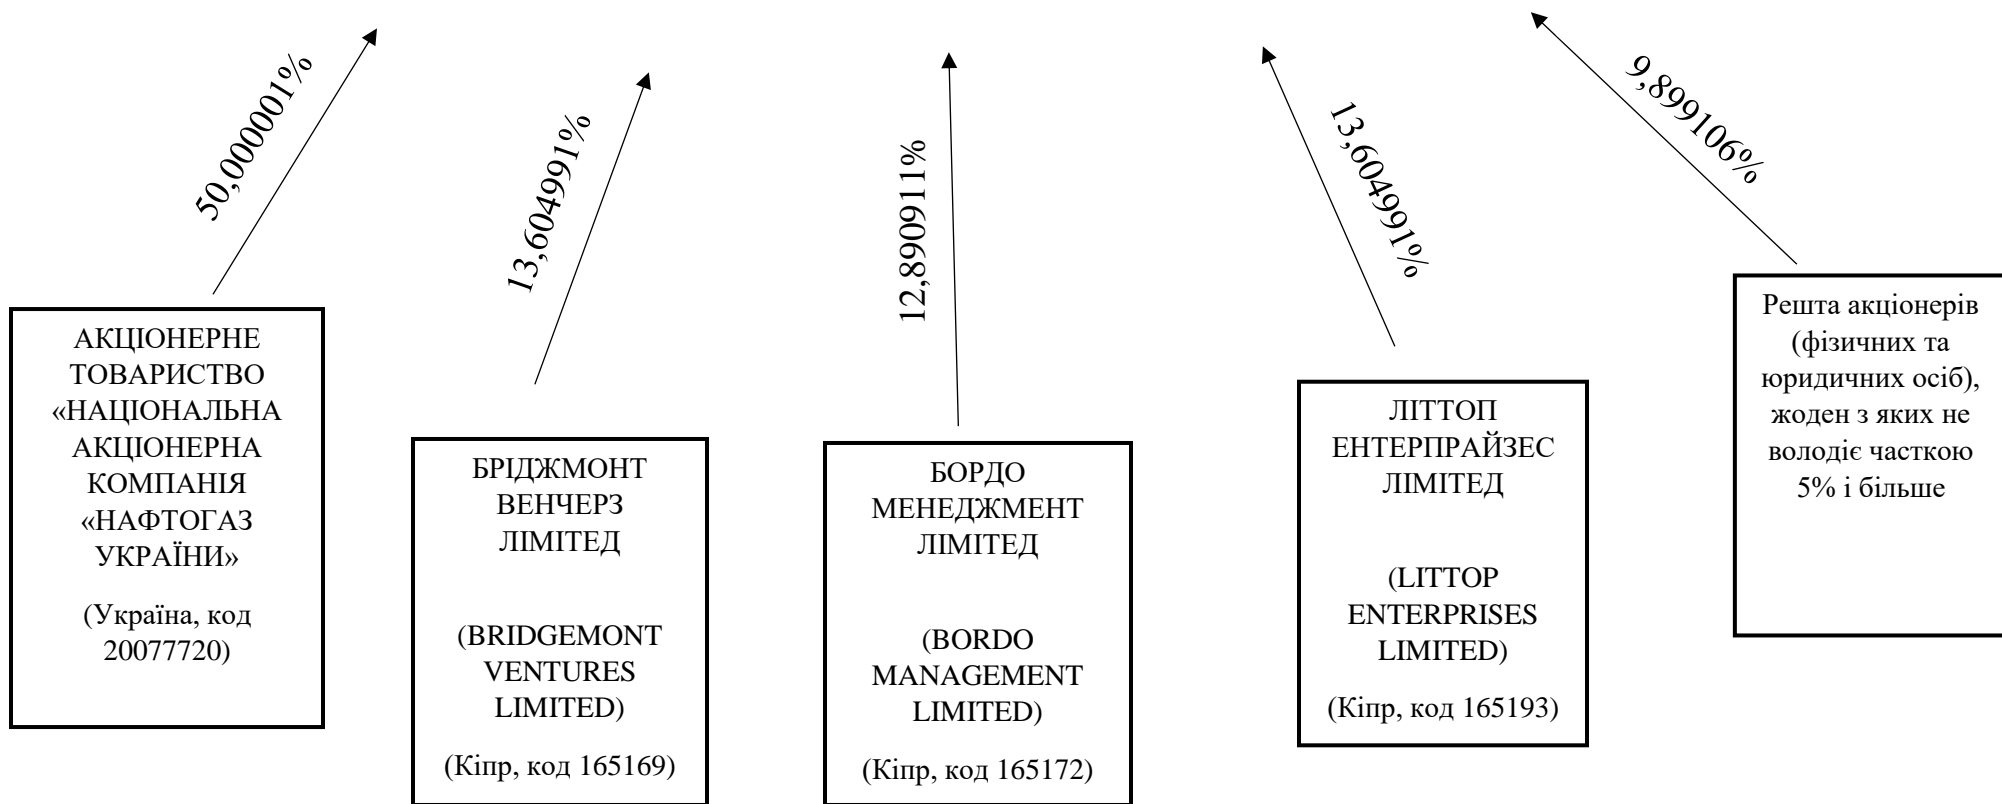 50,000001%
13,604991%
12,890911%
13,604991%
9,899106%
АКЦІОНЕРНЕ
ТОВАРИСТВО
«НАЦІОНАЛЬНА
АКЦІОНЕРНА
КОМПАНІЯ
«НАФТОГАЗ
УКРАЇНИ»
(Україна, код
20077720)
БРІДЖМОНТ
ВЕНЧЕРЗ
ЛІМІТЕД
(BRIDGEMONT
VENTURES
LIMITED)
(Кіпр, код 165169)
БОРДО
МЕНЕДЖМЕНТ
ЛІМІТЕД
(BORDO
MANAGEMENT
LIMITED)
(Кіпр, код 165172)
ЛІТТОП
ЕНТЕРПРАЙЗЕС
ЛІМІТЕД
(LITTOP
ENTERPRISES
LIMITED)
(Кіпр, код 165193)
Решта акціонерів
(фізичних та
юридичних осіб),
жоден з яких не
володіє часткою
5% і більше